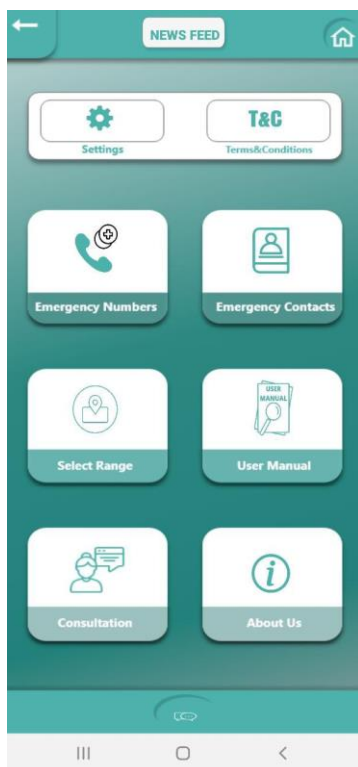 NEWS FEED
T&C
Settings
Terms&Conditions
Emergency Numbers
Emergency Contacts
USER
MANUAL
Select Range
User Manual
i
Consultation
About Us